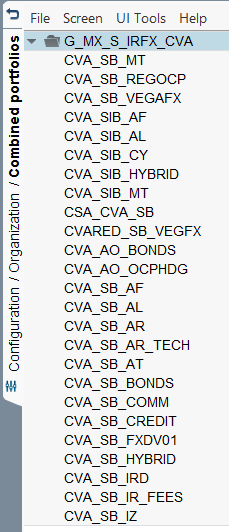 File Screen UI Tools Help
Configuration / Organization / Combined portfolios
G_MX_S_IRFX_CVA
CVA_SB_MT
CVA_SB_REGOCP
CVA_SB_VEGAFX
CVA_SIB_AF
CVA_SIB_AL
CVA_SIB_CY
CVA_SIB_HYBRID
CVA_SIB_MT
CSA_CVA_SB
CVARED_SB_VEGFX
CVA_AO_BONDS
CVA_AO_OCPHDG
CVA_SB_AF
CVA_SB_AL
CVA_SB_AR
CVA_SB_AR_TECH
CVA_SB_AT
CVA_SB_BONDS
CVA_SB_COMM
CVA_SB_CREDIT
CVA_SB_FXDV01
CVA_SB_HYBRID
CVA_SB_IRD
CVA_SB_IR_FEES
CVA_SB_IZ